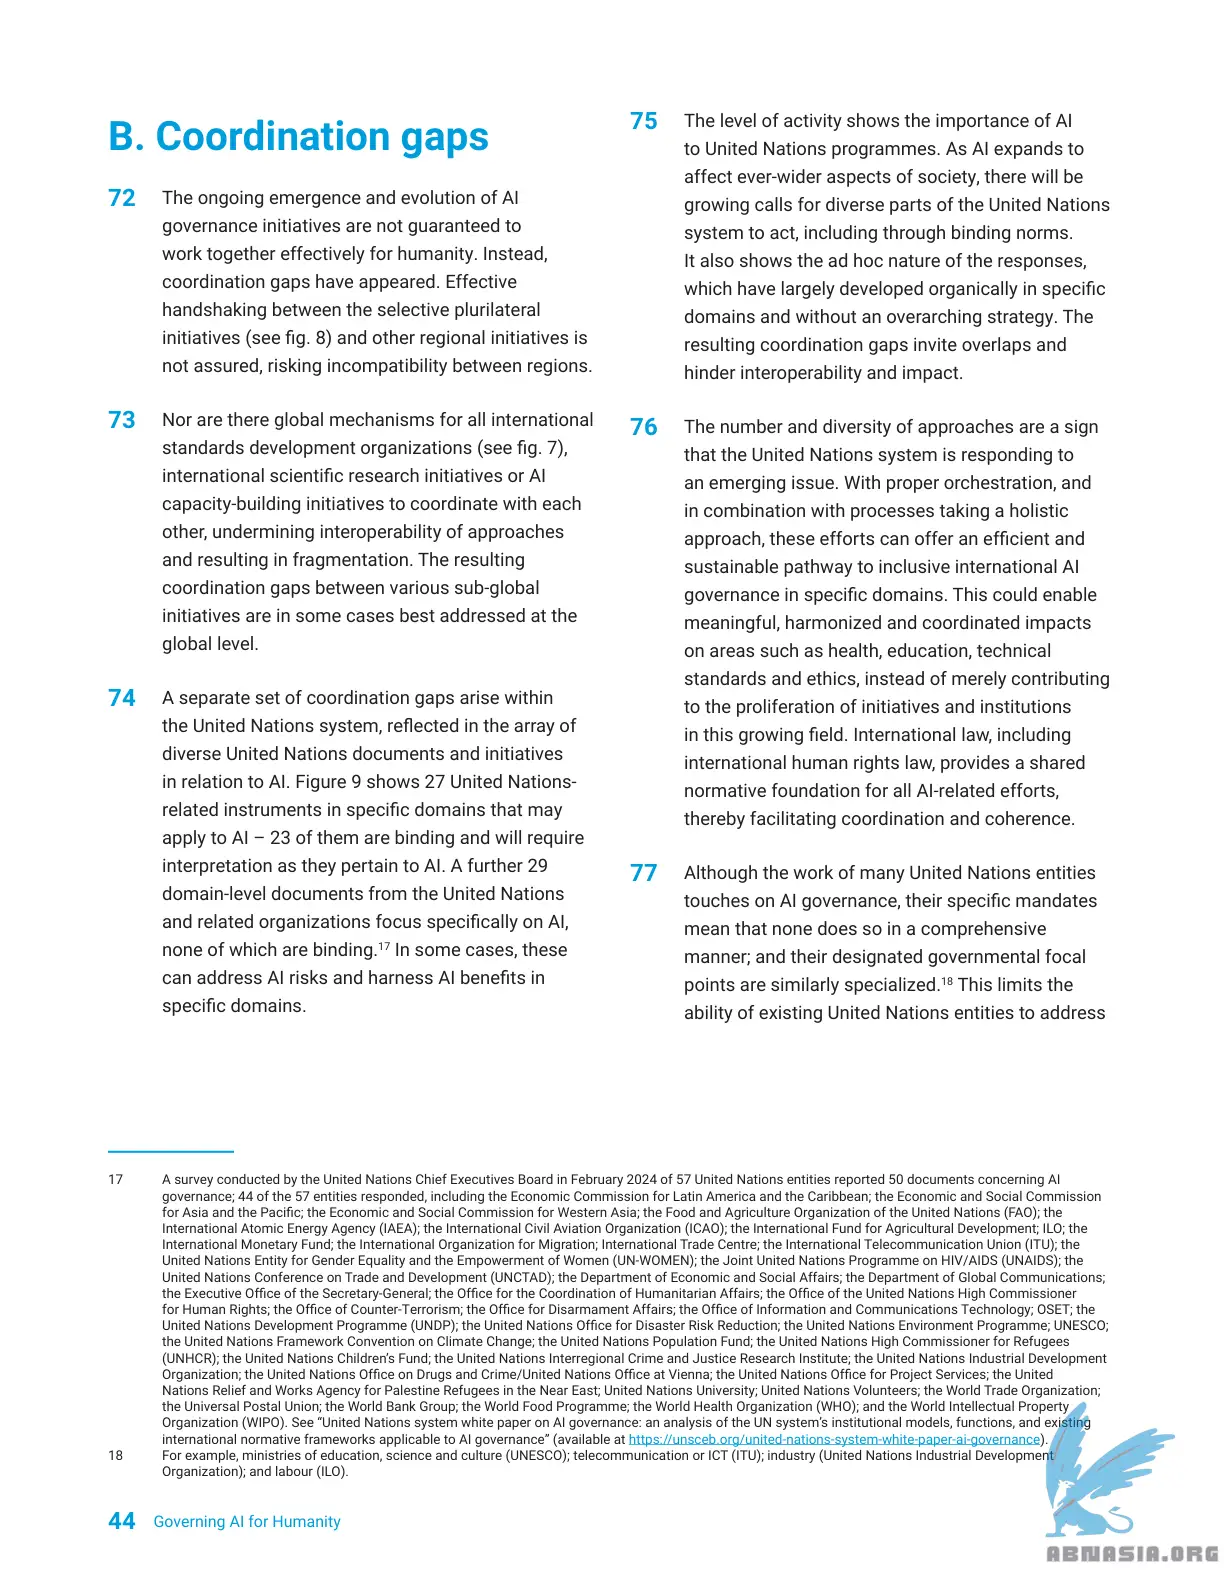 B. Coordination gaps
72 The ongoing emergence and evolution of AI
governance initiatives are not guaranteed to
work together effectively for humanity. Instead,
coordination gaps have appeared. Effective
handshaking between the selective plurilateral
initiatives (see fig. 8) and other regional initiatives is
not assured, risking incompatibility between regions.
73 Nor are there global mechanisms for all international
standards development organizations (see fig. 7),
international scientific research initiatives or AI
capacity-building initiatives to coordinate with each
other, undermining interoperability of approaches
and resulting in fragmentation. The resulting
coordination gaps between various sub-global
initiatives are in some cases best addressed at the
global level.
74 A separate set of coordination gaps arise within
the United Nations system, reflected in the array of
diverse United Nations documents and initiatives
in relation to AI. Figure 9 shows 27 United Nations-
related instruments in specific domains that may
apply to AI – 23 of them are binding and will require
interpretation as they pertain to AI. A further 29
domain-level documents from the United Nations
and related organizations focus specifically on AI,
none of which are binding.17 In some cases, these
can address AI risks and harness AI benefits in
specific domains.
75 The level of activity shows the importance of AI
to United Nations programmes. As AI expands to
affect ever-wider aspects of society, there will be
growing calls for diverse parts of the United Nations
system to act, including through binding norms.
It also shows the ad hoc nature of the responses,
which have largely developed organically in specific
domains and without an overarching strategy. The
resulting coordination gaps invite overlaps and
hinder interoperability and impact.
76 The number and diversity of approaches are a sign
that the United Nations system is responding to
an emerging issue. With proper orchestration, and
in combination with processes taking a holistic
approach, these efforts can offer an efficient and
sustainable pathway to inclusive international AI
governance in specific domains. This could enable
meaningful, harmonized and coordinated impacts
on areas such as health, education, technical
standards and ethics, instead of merely contributing
to the proliferation of initiatives and institutions
in this growing field. International law, including
international human rights law, provides a shared
normative foundation for all AI-related efforts,
thereby facilitating coordination and coherence.
77 Although the work of many United Nations entities
touches on AI governance, their specific mandates
mean that none does so in a comprehensive
manner; and their designated governmental focal
points are similarly specialized.18 This limits the
ability of existing United Nations entities to address
17 A survey conducted by the United Nations Chief Executives Board in February 2024 of 57 United Nations entities reported 50 documents concerning AI
governance; 44 of the 57 entities responded, including the Economic Commission for Latin America and the Caribbean; the Economic and Social Commission
for Asia and the Pacific; the Economic and Social Commission for Western Asia; the Food and Agriculture Organization of the United Nations (FAO); the
International Atomic Energy Agency (IAEA); the International Civil Aviation Organization (ICAO); the International Fund for Agricultural Development; ILO; the
International Monetary Fund; the International Organization for Migration; International Trade Centre; the International Telecommunication Union (ITU); the
United Nations Entity for Gender Equality and the Empowerment of Women (UN-WOMEN); the Joint United Nations Programme on HIV/AIDS (UNAIDS); the
United Nations Conference on Trade and Development (UNCTAD); the Department of Economic and Social Affairs; the Department of Global Communications;
the Executive Office of the Secretary-General; the Office for the Coordination of Humanitarian Affairs; the Office of the United Nations High Commissioner
for Human Rights; the Office of Counter-Terrorism; the Office for Disarmament Affairs; the Office of Information and Communications Technology; OSET; the
United Nations Development Programme (UNDP); the United Nations Office for Disaster Risk Reduction; the United Nations Environment Programme; UNESCO;
the United Nations Framework Convention on Climate Change; the United Nations Population Fund; the United Nations High Commissioner for Refugees
(UNHCR); the United Nations Children’s Fund; the United Nations Interregional Crime and Justice Research Institute; the United Nations Industrial Development
Organization; the United Nations Office on Drugs and Crime/United Nations Office at Vienna; the United Nations Office for Project Services; the United
Nations Relief and Works Agency for Palestine Refugees in the Near East; United Nations University; United Nations Volunteers; the World Trade Organization;
the Universal Postal Union; the World Bank Group; the World Food Programme; the World Health Organization (WHO); and the World Intellectual Property
Organization (WIPO). See “United Nations system white paper on AI governance: an analysis of the UN system’s institutional models, functions, and existing
international normative frameworks applicable to AI governance” (available at https://unsceb.org/united-nations-system-white-paper-ai-governance).
18 For example, ministries of education, science and culture (UNESCO); telecommunication or ICT (ITU); industry (United Nations Industrial Development
Organization); and labour (ILO).
44 Governing AI for Humanity
ABNASIA.ORG